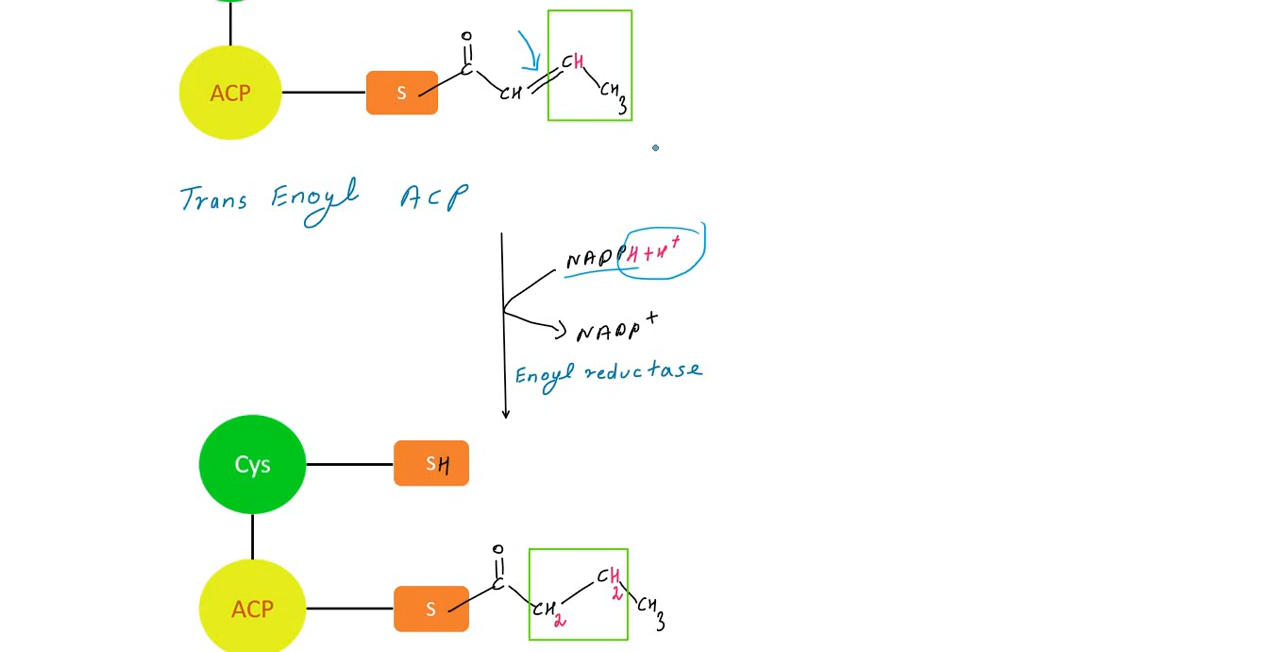 O
ACP
S
C
CH
CH
CH3
Trans Enoyl ACP
NADPH+H+
NADP+
Enoyl reductase
Cys
SH
O
ACP
S
C
CH2
CH2
CH3